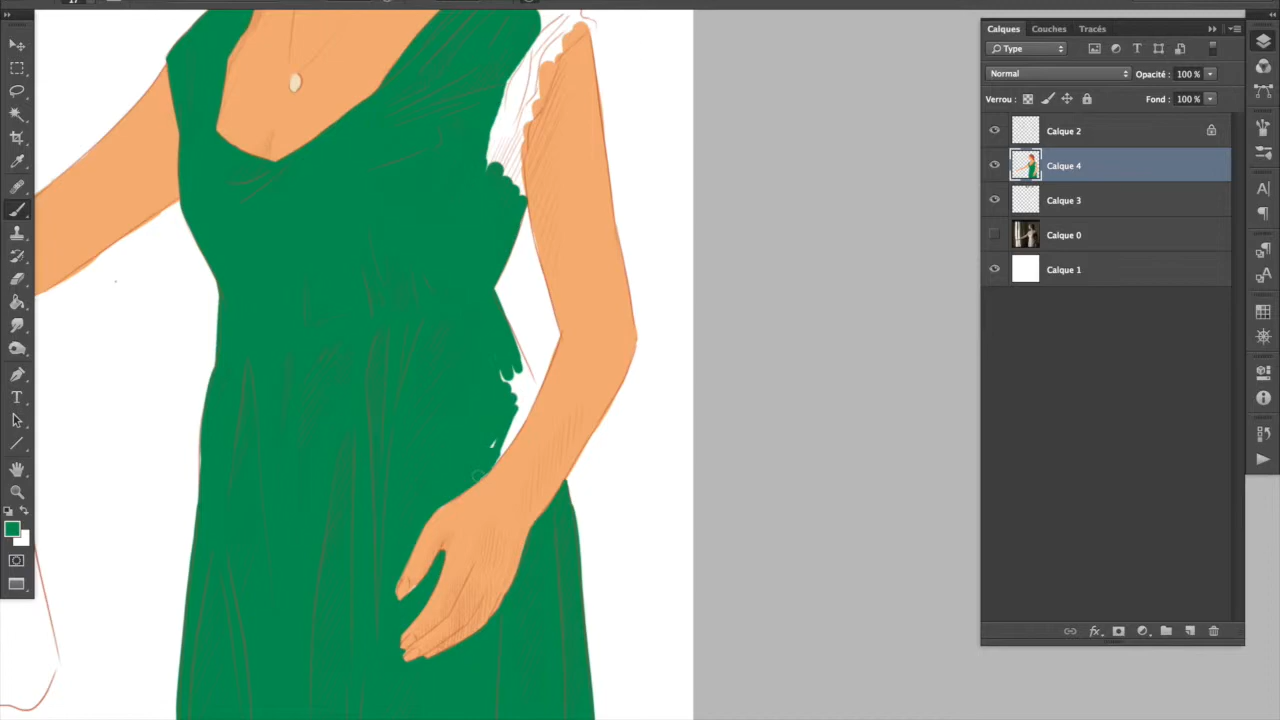 Calques Couches Tracés
Type
Normal Opacité : 100 %
Verrou : Fond : 100 %
Calque 2
Calque 4
Calque 3
Calque 0
Calque 1
fx